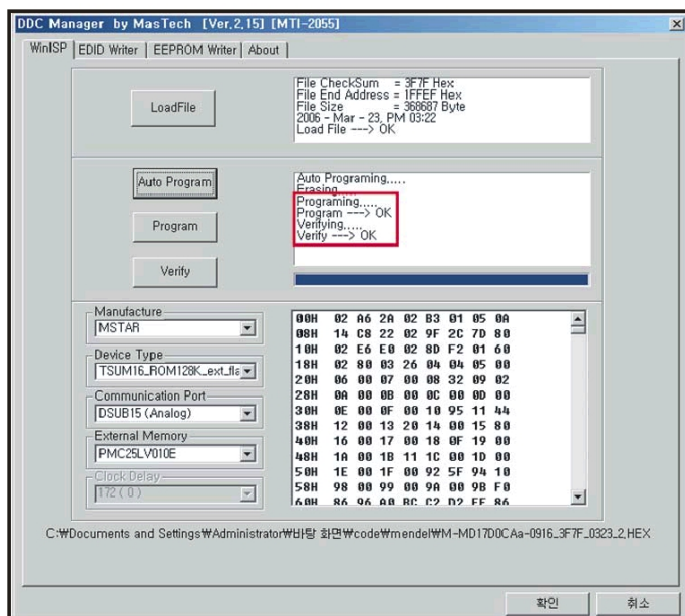 DDC Manager by MasTech [Ver.2.15] [MTI-2055]
WinISP EDID Writer EEPROM Writer About
LoadFile
File CheckSum = 3F7F Hex
File End Address = 1FFEF Hex
File Size = 368687 Byte
2006 - Mar - 23, PM 03:22
Load File ---> OK
Auto Program
Program
Verify
Auto Programing.....
Erasing.....
Programing.....
Program ---> OK
Verifying.....
Verify ---> OK
Manufacture
MSTAR
Device Type
TSUM16_ROM128K_ext_fla
Communication Port
DSUB15 (Analog)
External Memory
PMC25LV010E
Clock Delay
172 ( 0 )
00H 02 A6 2A 02 B3 01 05 0A
08H 14 C8 22 02 9F 2C 7D 80
10H 02 E6 E0 02 8D F2 01 60
18H 02 80 03 26 04 04 05 00
20H 06 00 07 00 08 32 09 02
28H 0A 00 0B 00 0C 00 0D 00
30H 0E 00 0F 00 10 95 11 44
38H 12 00 13 20 14 00 15 80
40H 16 00 17 00 18 0F 19 00
48H 1A 00 1B 11 1C 00 1D 00
50H 1E 00 1F 00 92 5F 94 10
58H 98 00 99 00 9A 00 9B F0
60H 86 96 A0 BC C2 D2 EE 86
C:₩Documents and Settings₩Administrator₩바탕 화면₩code₩mendel₩M-MD17D0CAa-0916_3F7F_0323_2.HEX
확인
취소